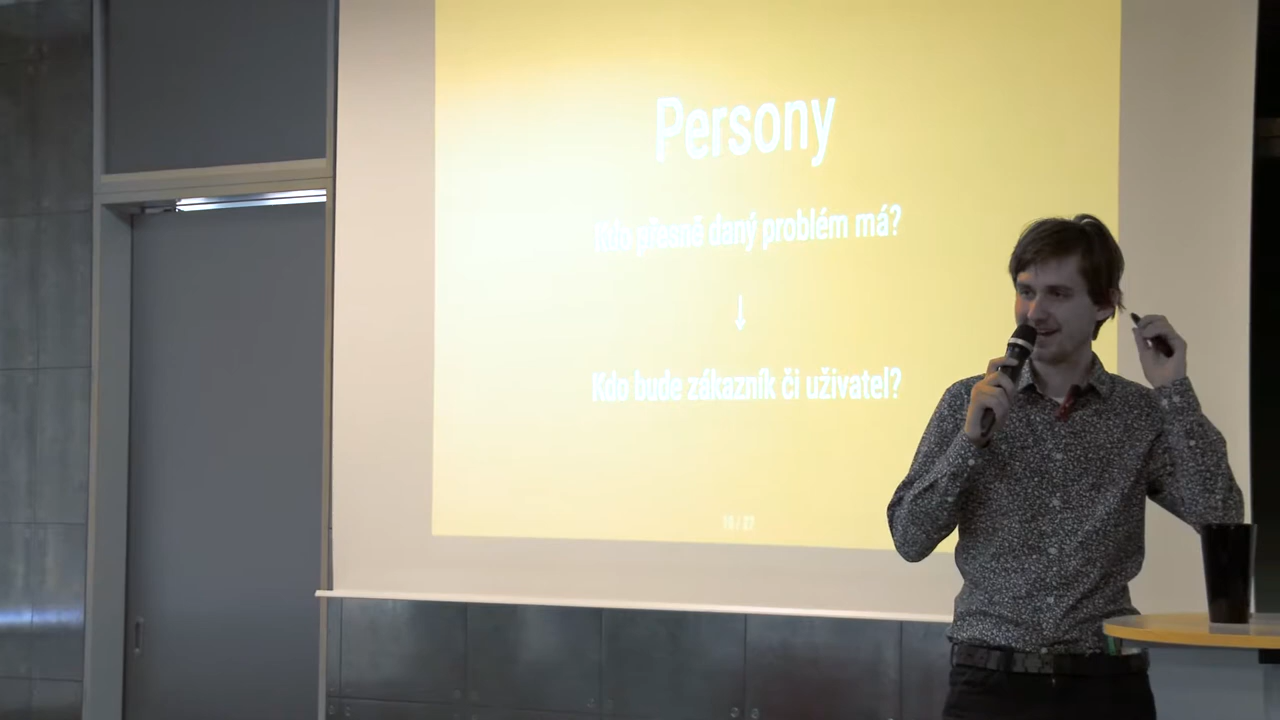 Persony
Kdo přesně daný problém má?
↓
Kdo bude zákazník či uživatel?